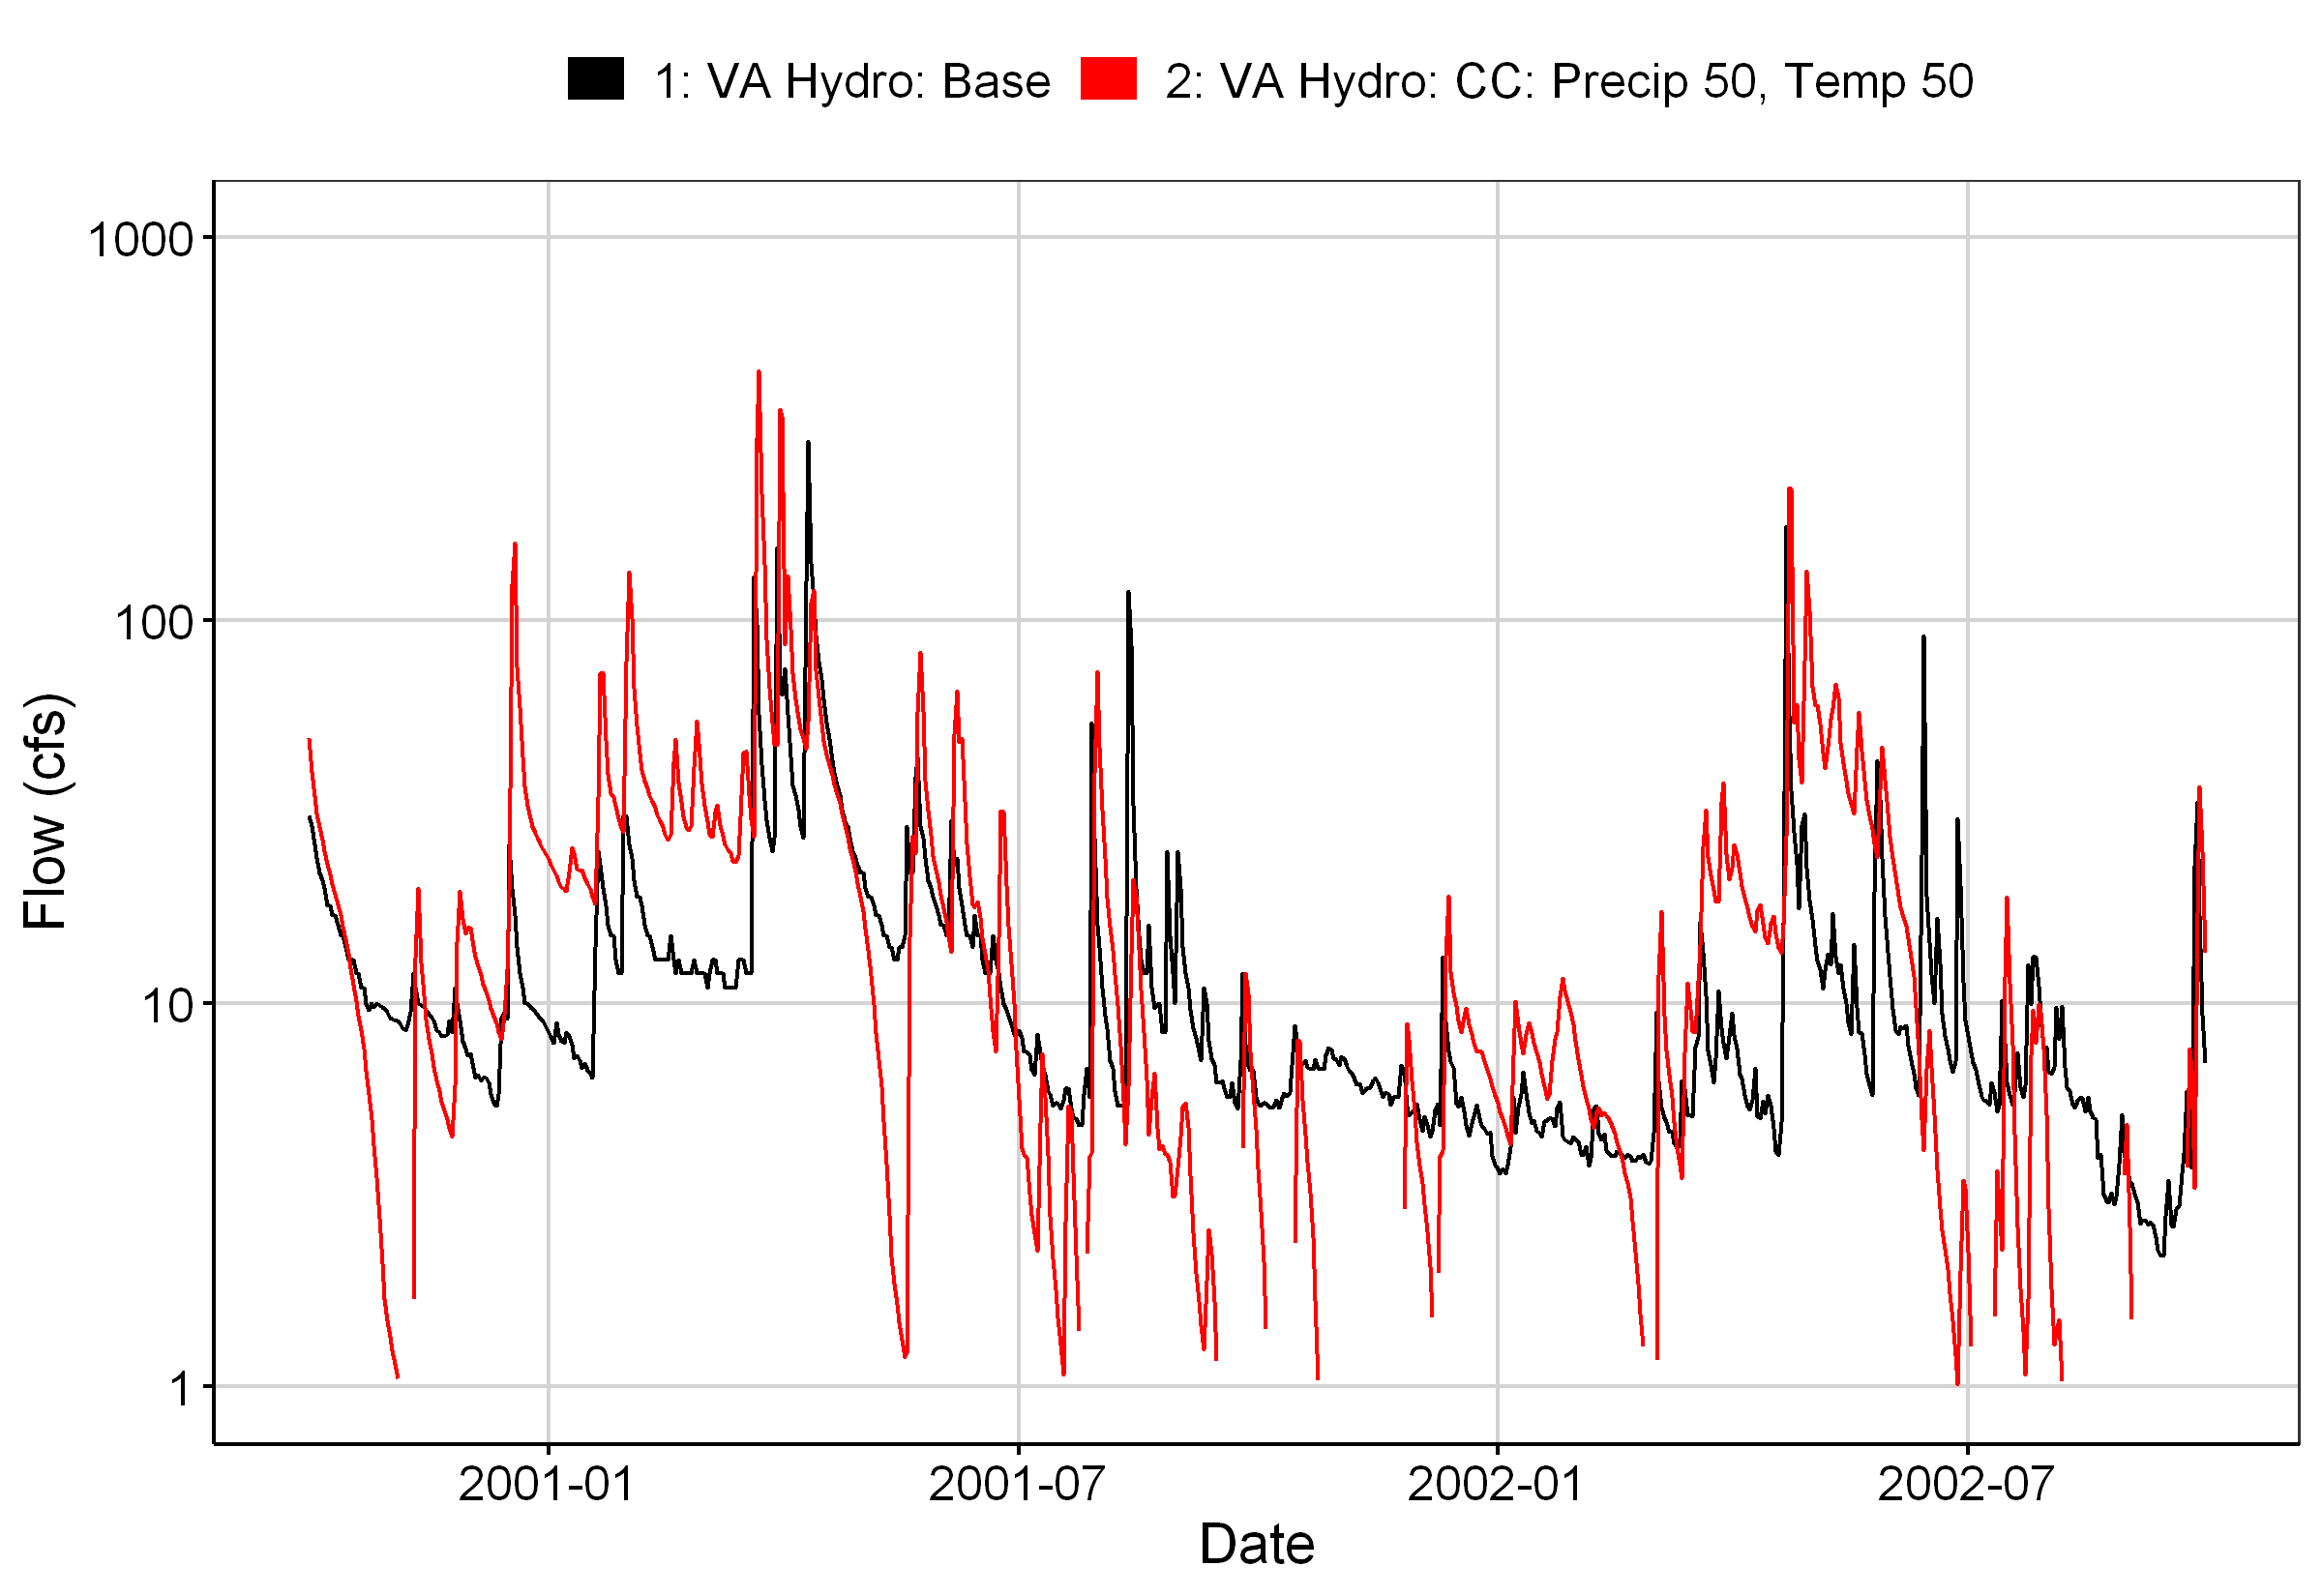 1: VA Hydro: Base 2: VA Hydro: CC: Precip 50, Temp 50
1000
100
10
1
Flow (cfs)
2001-01 2001-07 2002-01 2002-07
Date